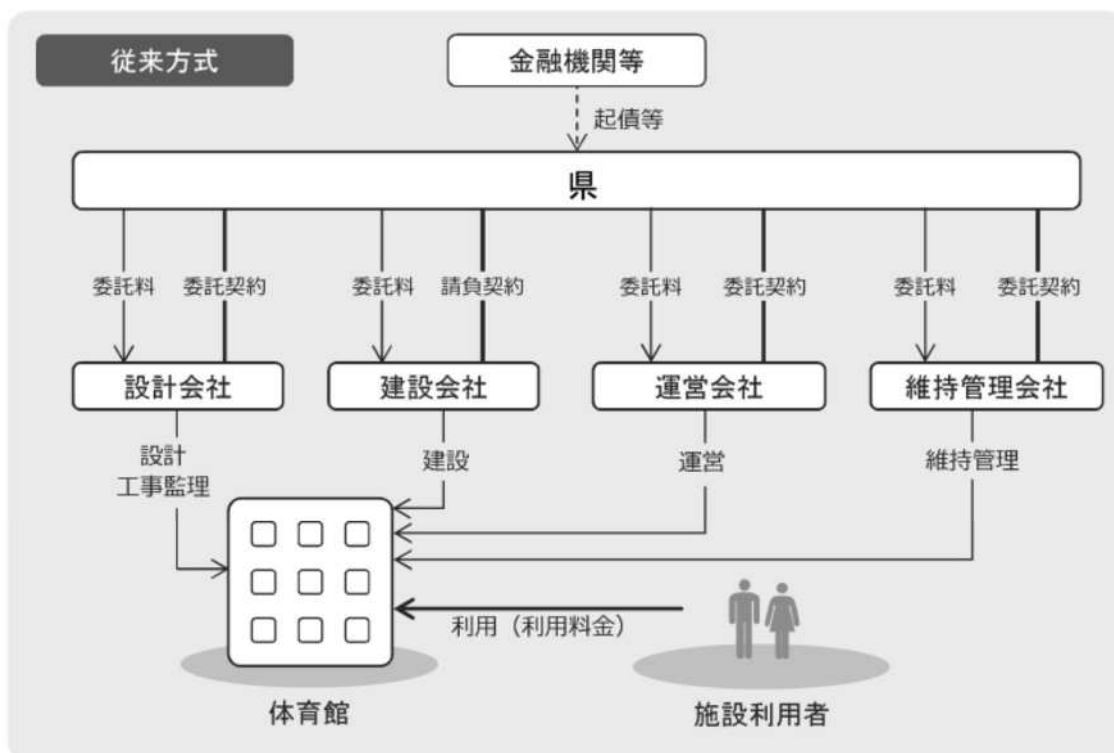 従来方式
金融機関等
起債等
県
委託料
委託契約
委託料
請負契約
委託料
委託契約
委託料
委託契約
設計会社
建設会社
運営会社
維持管理会社
設計
工事監理
建設
運営
維持管理
利用（利用料金）
体育館
施設利用者